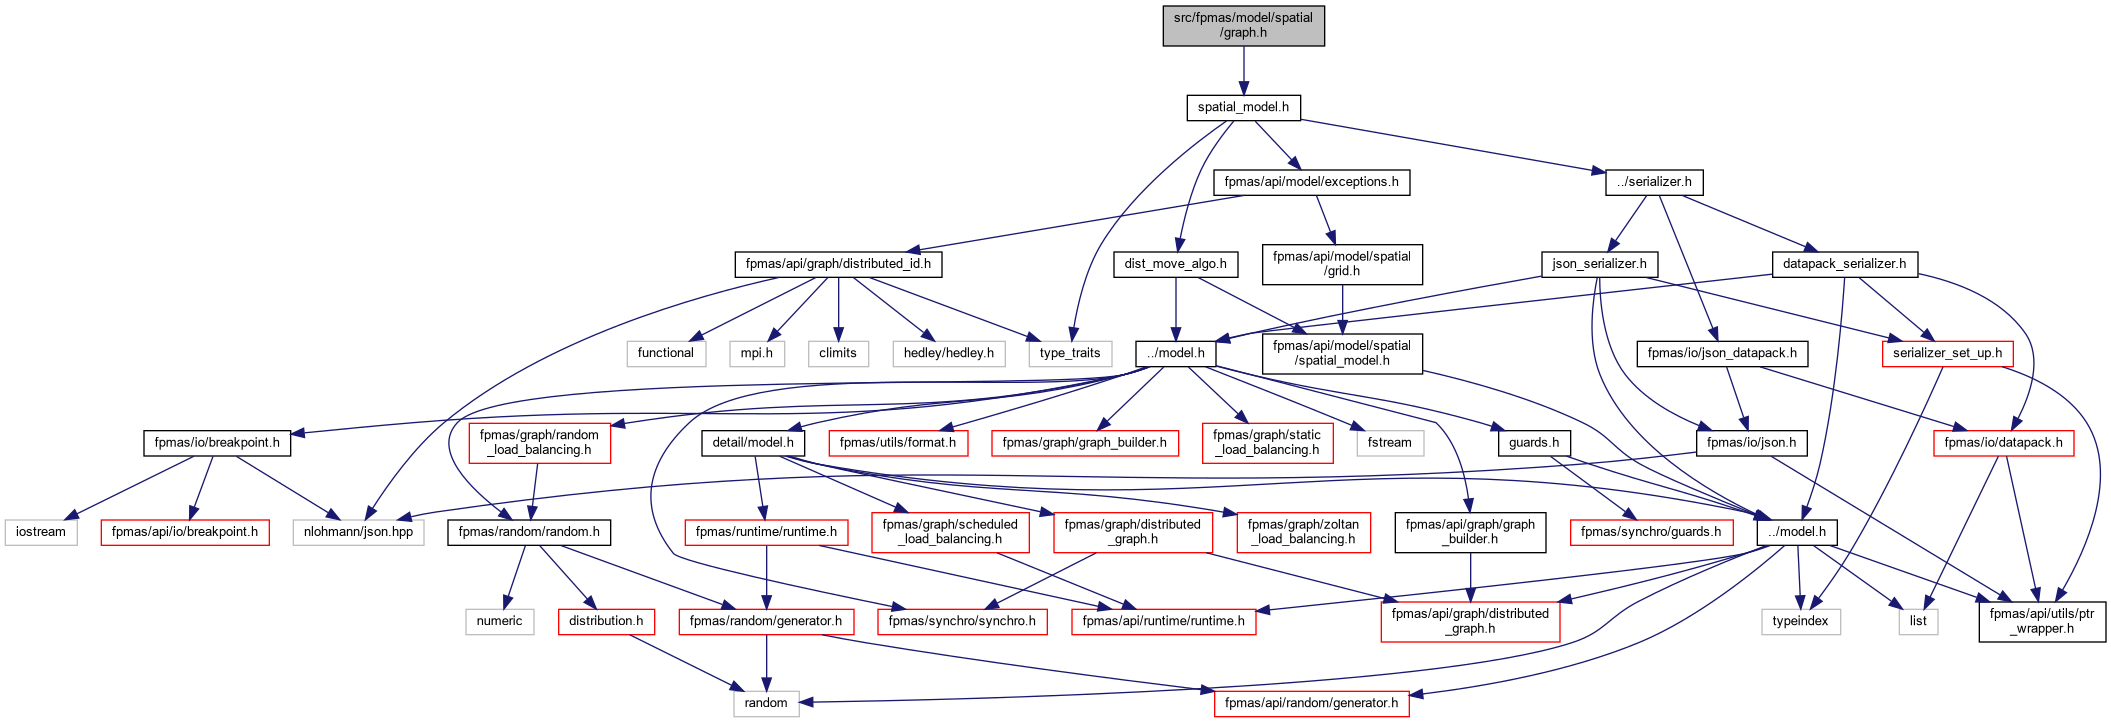 src/fpmas/model/spatial
/graph.h
spatial_model.h
fpmas/api/model/exceptions.h
../serializer.h
fpmas/api/graph/distributed_id.h
dist_move_algo.h
fpmas/api/model/spatial
/grid.h
json_serializer.h
datapack_serializer.h
functional
mpi.h
climits
hedley/hedley.h
type_traits
../model.h
fpmas/api/model/spatial
/spatial_model.h
fpmas/io/json_datapack.h
serializer_set_up.h
fpmas/io/breakpoint.h
fpmas/graph/random
_load_balancing.h
detail/model.h
fpmas/utils/format.h
fpmas/graph/graph_builder.h
fpmas/graph/static
_load_balancing.h
fstream
guards.h
fpmas/io/json.h
fpmas/io/datapack.h
iostream
fpmas/api/io/breakpoint.h
nlohmann/json.hpp
fpmas/random/random.h
fpmas/runtime/runtime.h
fpmas/graph/scheduled
_load_balancing.h
fpmas/graph/distributed
_graph.h
fpmas/graph/zoltan
_load_balancing.h
fpmas/api/graph/graph
_builder.h
fpmas/synchro/guards.h
../model.h
numeric
distribution.h
fpmas/random/generator.h
fpmas/synchro/synchro.h
fpmas/api/runtime/runtime.h
fpmas/api/graph/distributed
_graph.h
typeindex
list
fpmas/api/utils/ptr
_wrapper.h
random
fpmas/api/random/generator.h